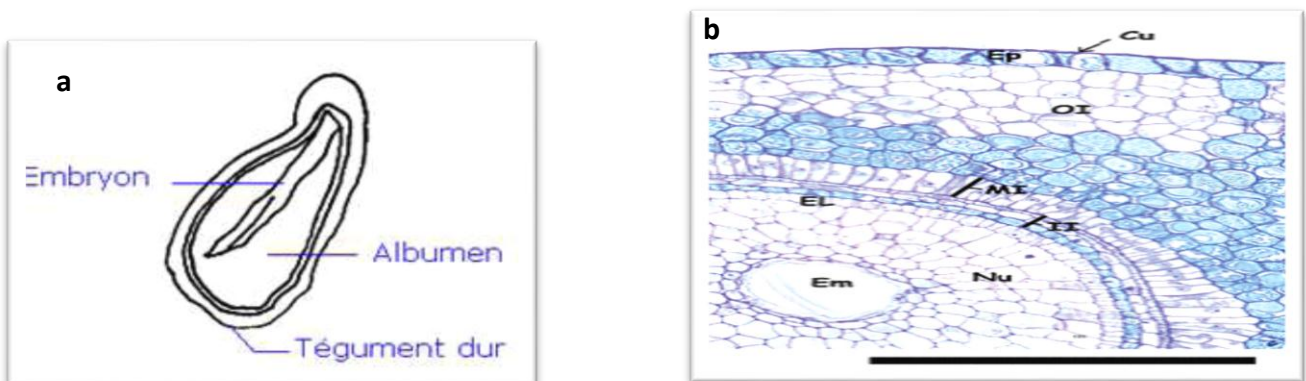 a
Embryon
Albumen
Tégument dur
b
Cu
Ep
OI
MI
EL
II
Em
Nu